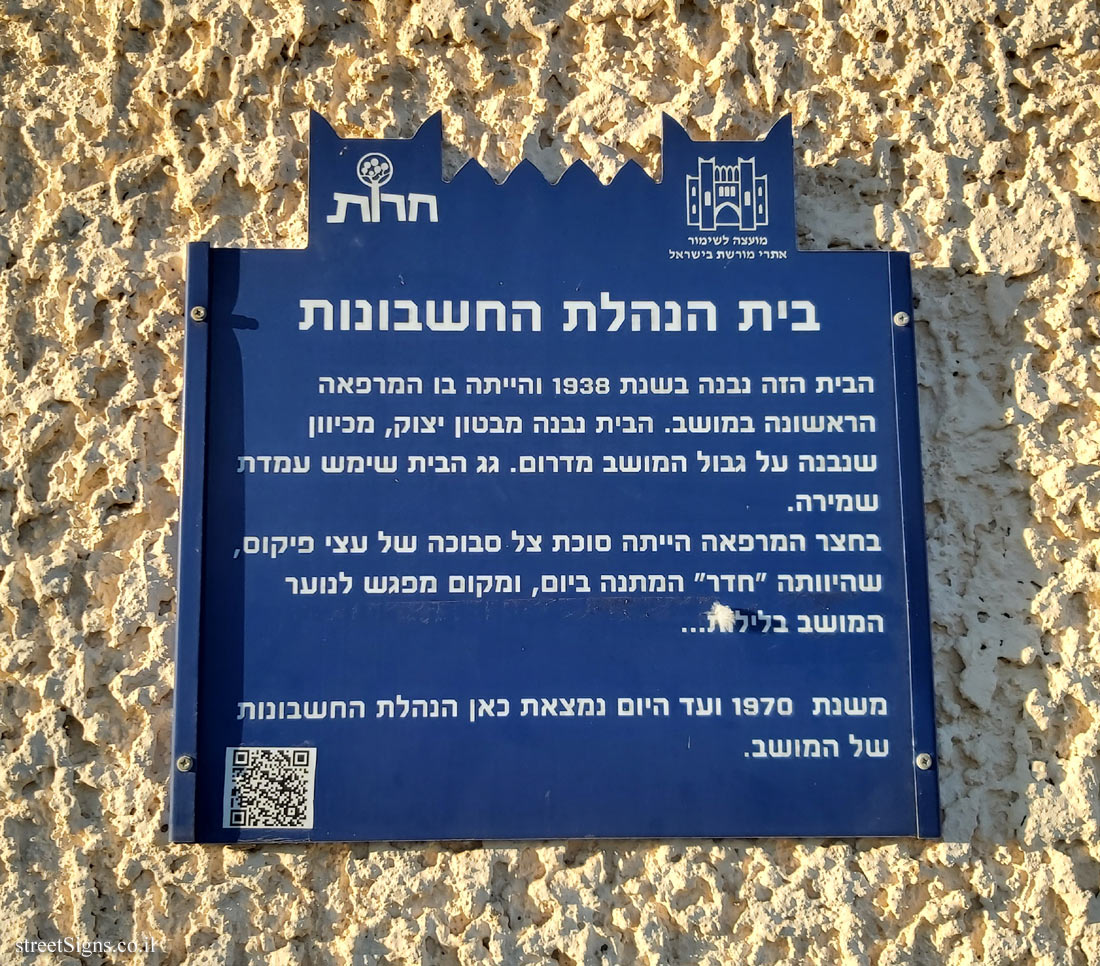 חרות
מועצה לשימור
אתרי מורשת בישראל
בית הנהלת החשבונות
הבית הזה נבנה בשנת 1938 והייתה בו המרפאה
הראשונה במושב. הבית נבנה מבטון יצוק, מכיוון
שנבנה על גבול המושב מדרום. גג הבית שימש עמדת
שמירה.
בחצר המרפאה הייתה סוכת צל סבוכה של עצי פיקוס,
שהיוותה "חדר" המתנה ביום, ומקום מפגש לנוער
המושב בלילות...
משנת 1970 ועד היום נמצאת כאן הנהלת החשבונות
של המושב.
streetSigns.co.il